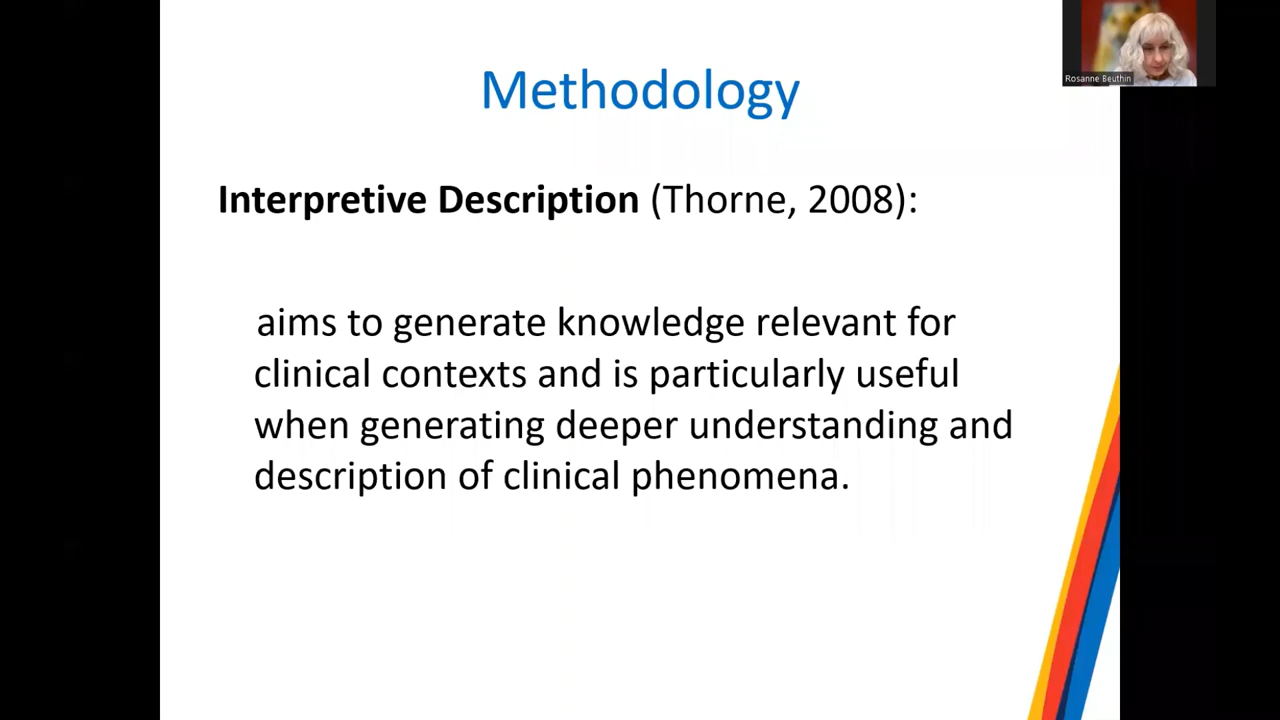 Methodology
Rosanne Beuthin
Interpretive Description (Thorne, 2008):
aims to generate knowledge relevant for
clinical contexts and is particularly useful
when generating deeper understanding and
description of clinical phenomena.